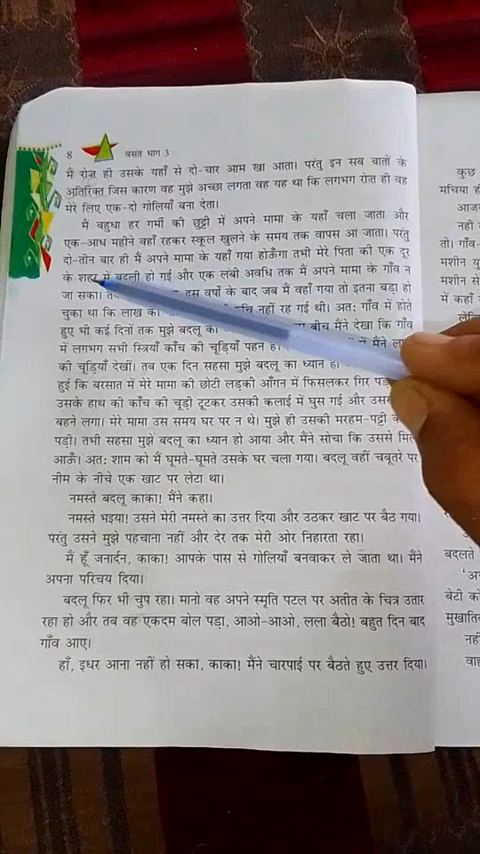 8 वसंत भाग 3
मैं रोज़ ही उसके यहाँ से दो-चार आम खा आता। परंतु इन सब बातों के
अतिरिक्त जिस कारण वह मुझे अच्छा लगता वह यह था कि लगभग रोज़ ही वह
मेरे लिए एक-दो गोलियाँ बना देता।
मैं बहुधा हर गर्मी की छुट्टी में अपने मामा के यहाँ चला जाता और
एक-आध महीने वहाँ रहकर स्कूल खुलने के समय तक वापस आ जाता। परंतु
दो-तीन बार ही मैं अपने मामा के यहाँ गया होऊँगा तभी मेरे पिता की एक दूर
के शहर में बदली हो गई और एक लंबी अवधि तक मैं अपने मामा के गाँव न
जा सका। तब वर्षों के बाद जब मैं वहाँ गया तो इतना बड़ा हो
चुका था कि लाख की नहीं रह गई थी। अतः गाँव में होते
हुए भी कई दिनों तक मुझे बदलू का बीच मैंने देखा कि गाँव
में लगभग सभी स्त्रियाँ काँच की चूड़ियाँ पहने मैंने
की चूड़ियाँ देखीं। तब एक दिन सहसा मुझे बदलू का ध्यान
हुई कि बरसात में मेरे मामा की छोटी लड़की आँगन में फिसलकर गिर
उसके हाथ की काँच की चूड़ी टूटकर उसकी कलाई में घुस गई और
बहने लगा। मेरे मामा उस समय घर पर न थे। मुझे ही उसकी मरहम-पट्टी
पड़ी। तभी सहसा मुझे बदलू का ध्यान हो आया और मैंने सोचा कि उससे
आऊँ। अतः शाम को मैं घूमते-घूमते उसके घर चला गया। बदलू वहीं चबूतरे पर
नीम के नीचे एक खाट पर लेटा था।
नमस्ते बदलू काका! मैंने कहा।
नमस्ते भइया! उसने मेरी नमस्ते का उत्तर दिया और उठकर खाट पर बैठ गया।
परंतु उसने मुझे पहचाना नहीं और देर तक मेरी ओर निहारता रहा।
मैं हूँ जनार्दन, काका! आपके पास से गोलियाँ बनवाकर ले जाता था। मैंने
अपना परिचय दिया।
बदलू फिर भी चुप रहा। मानो वह अपने स्मृति पटल पर अतीत के चित्र उतार
रहा हो और तब वह एकदम बोल पड़ा, आओ-आओ, लला बैठो! बहुत दिन बाद
गाँव आए।
हाँ, इधर आना नहीं हो सका, काका! मैंने चारपाई पर बैठते हुए उत्तर दिया।
कुछ
मचिया
नहीं
तो। गाँव-
मशीन
मशीन से
में कहाँ
बदलते
बेटी को
नहीं